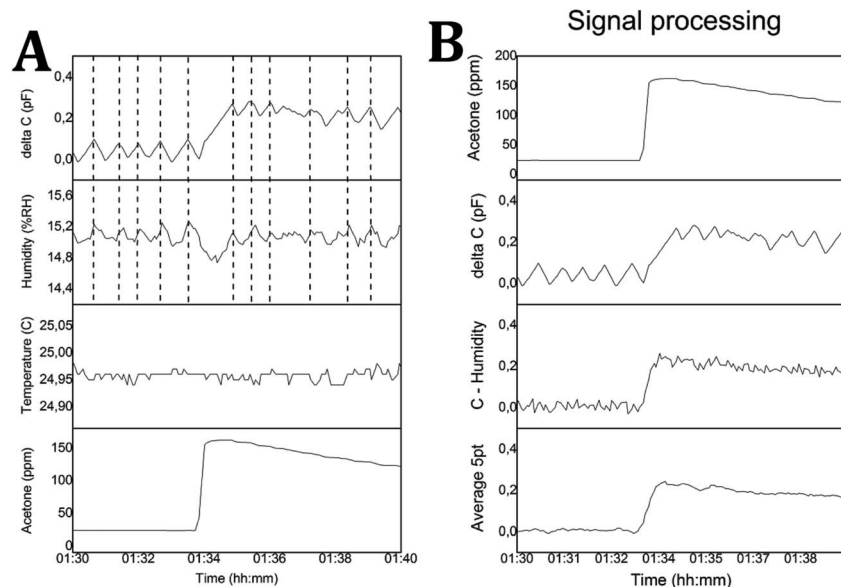 A
0,4
0,2
0,0
delta C (pF)
15,6
15,2
14,8
14,4
Humidity (%RH)
25,05
25,00
24,95
24,90
Temperature (C)
150
100
50
0
Acetone (ppm)
01:30 01:32 01:34 01:36 01:38 01:40
Time (hh:mm)
B
Signal processing
200
150
100
50
0
Acetone (ppm)
0,4
0,2
0,0
delta C (pF)
0,4
0,2
0,0
C - Humidity
0,4
0,2
0,0
Average 5pt
01:30 01:31 01:32 01:34 01:35 01:37 01:38
Time (hh:mm)